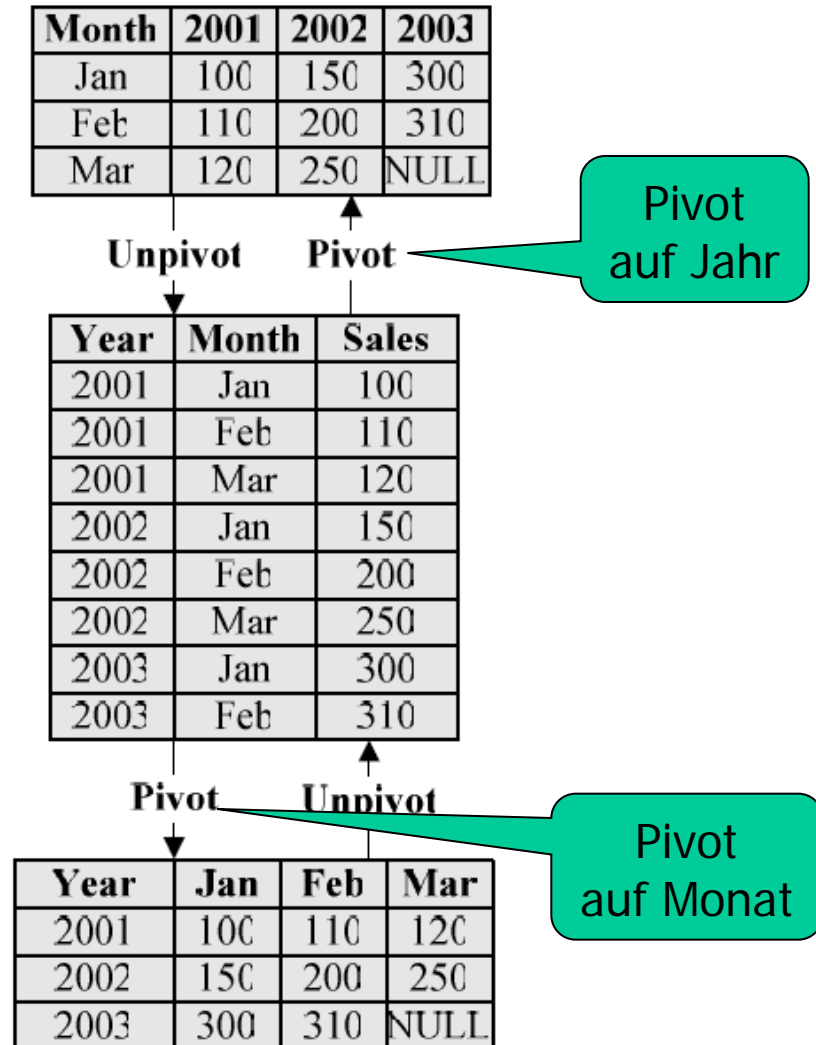 Month 2001 2002 2003
Jan 100 150 300
Feb 110 200 310
Mar 120 250 NULL
Unpivot Pivot
Pivot
auf Jahr
Year Month Sales
2001 Jan 100
2001 Feb 110
2001 Mar 120
2002 Jan 150
2002 Feb 200
2002 Mar 250
2003 Jan 300
2003 Feb 310
Pivot Unpivot
Pivot
auf Monat
Year Jan Feb Mar
2001 100 110 120
2002 150 200 250
2003 300 310 NULL